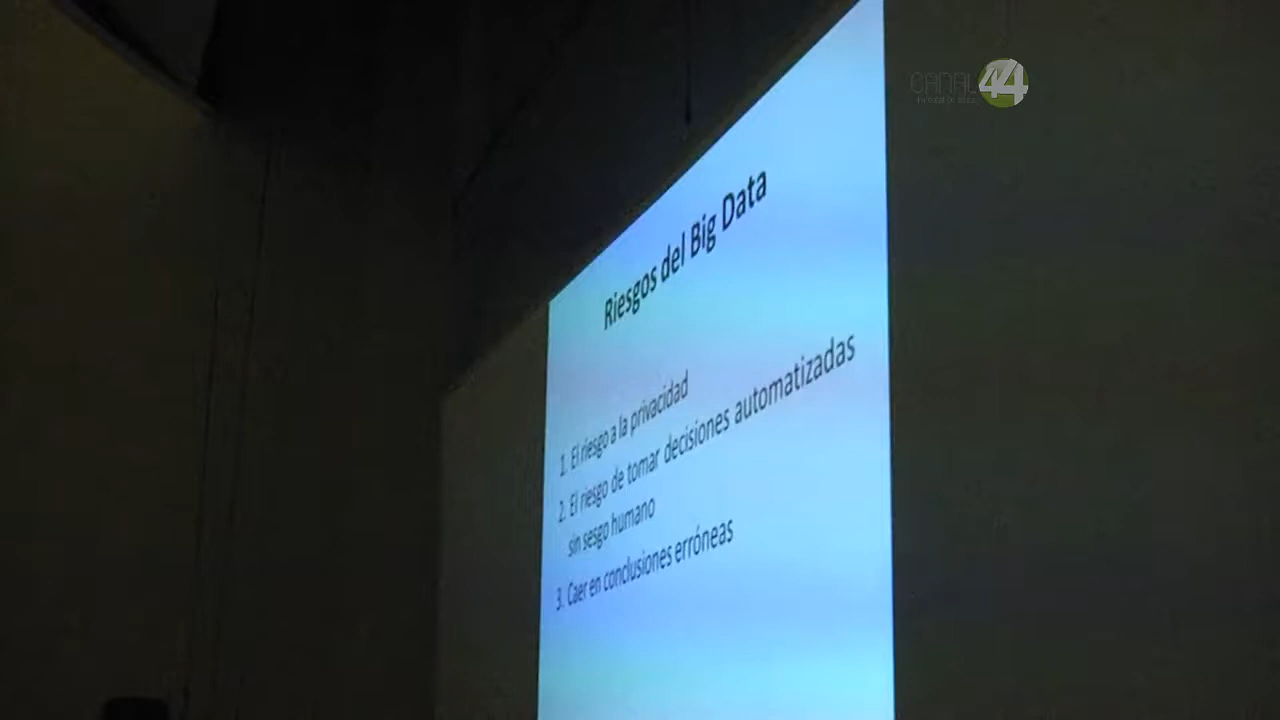 CANAL 44
Riesgos del Big Data
1. El riesgo a la privacidad
2. El riesgo de tomar decisiones automatizadas
sin sesgo humano
3. Caer en conclusiones erróneas